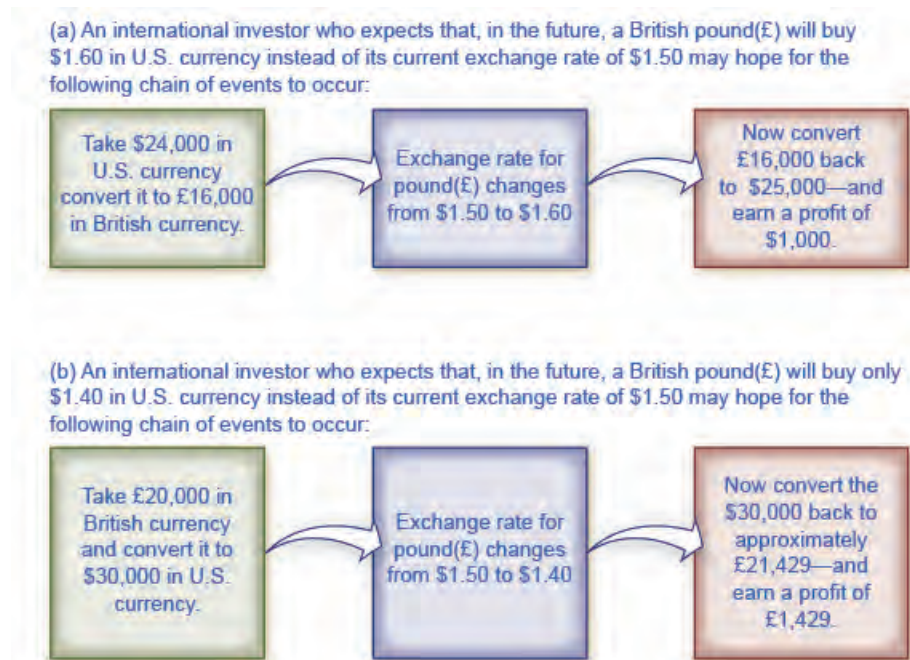 (a) An international investor who expects that, in the future, a British pound(£) will buy
$1.60 in U.S. currency instead of its current exchange rate of $1.50 may hope for the
following chain of events to occur:
Take $24,000 in
U.S. currency
convert it to £16,000
in British currency.
Exchange rate for
pound(£) changes
from $1.50 to $1.60
Now convert
£16,000 back
to $25,000—and
earn a profit of
$1,000.
(b) An international investor who expects that, in the future, a British pound(£) will buy only
$1.40 in U.S. currency instead of its current exchange rate of $1.50 may hope for the
following chain of events to occur:
Take £20,000 in
British currency
and convert it to
$30,000 in U.S.
currency.
Exchange rate for
pound(£) changes
from $1.50 to $1.40
Now convert the
$30,000 back to
approximately
£21,429—and
earn a profit of
£1,429.